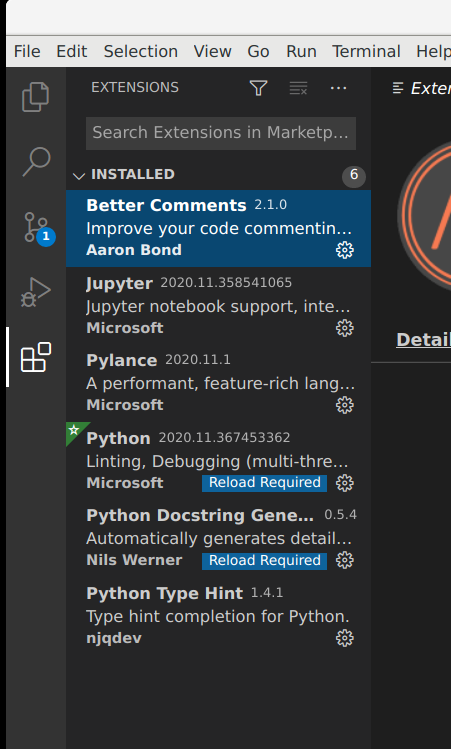 File Edit Selection View Go Run Terminal Help
EXTENSIONS
Search Extensions in Marketp...
INSTALLED 6
Better Comments 2.1.0
Improve your code commentin...
Aaron Bond
1
Jupyter 2020.11.358541065
Jupyter notebook support, inte...
Microsoft
Pylance 2020.11.1
A performant, feature-rich lang...
Microsoft
Python 2020.11.367453362
Linting, Debugging (multi-thre...
Microsoft Reload Required
Python Docstring Gene... 0.5.4
Automatically generates detail...
Nils Werner Reload Required
Python Type Hint 1.4.1
Type hint completion for Python.
njqdev
Exter
Detail